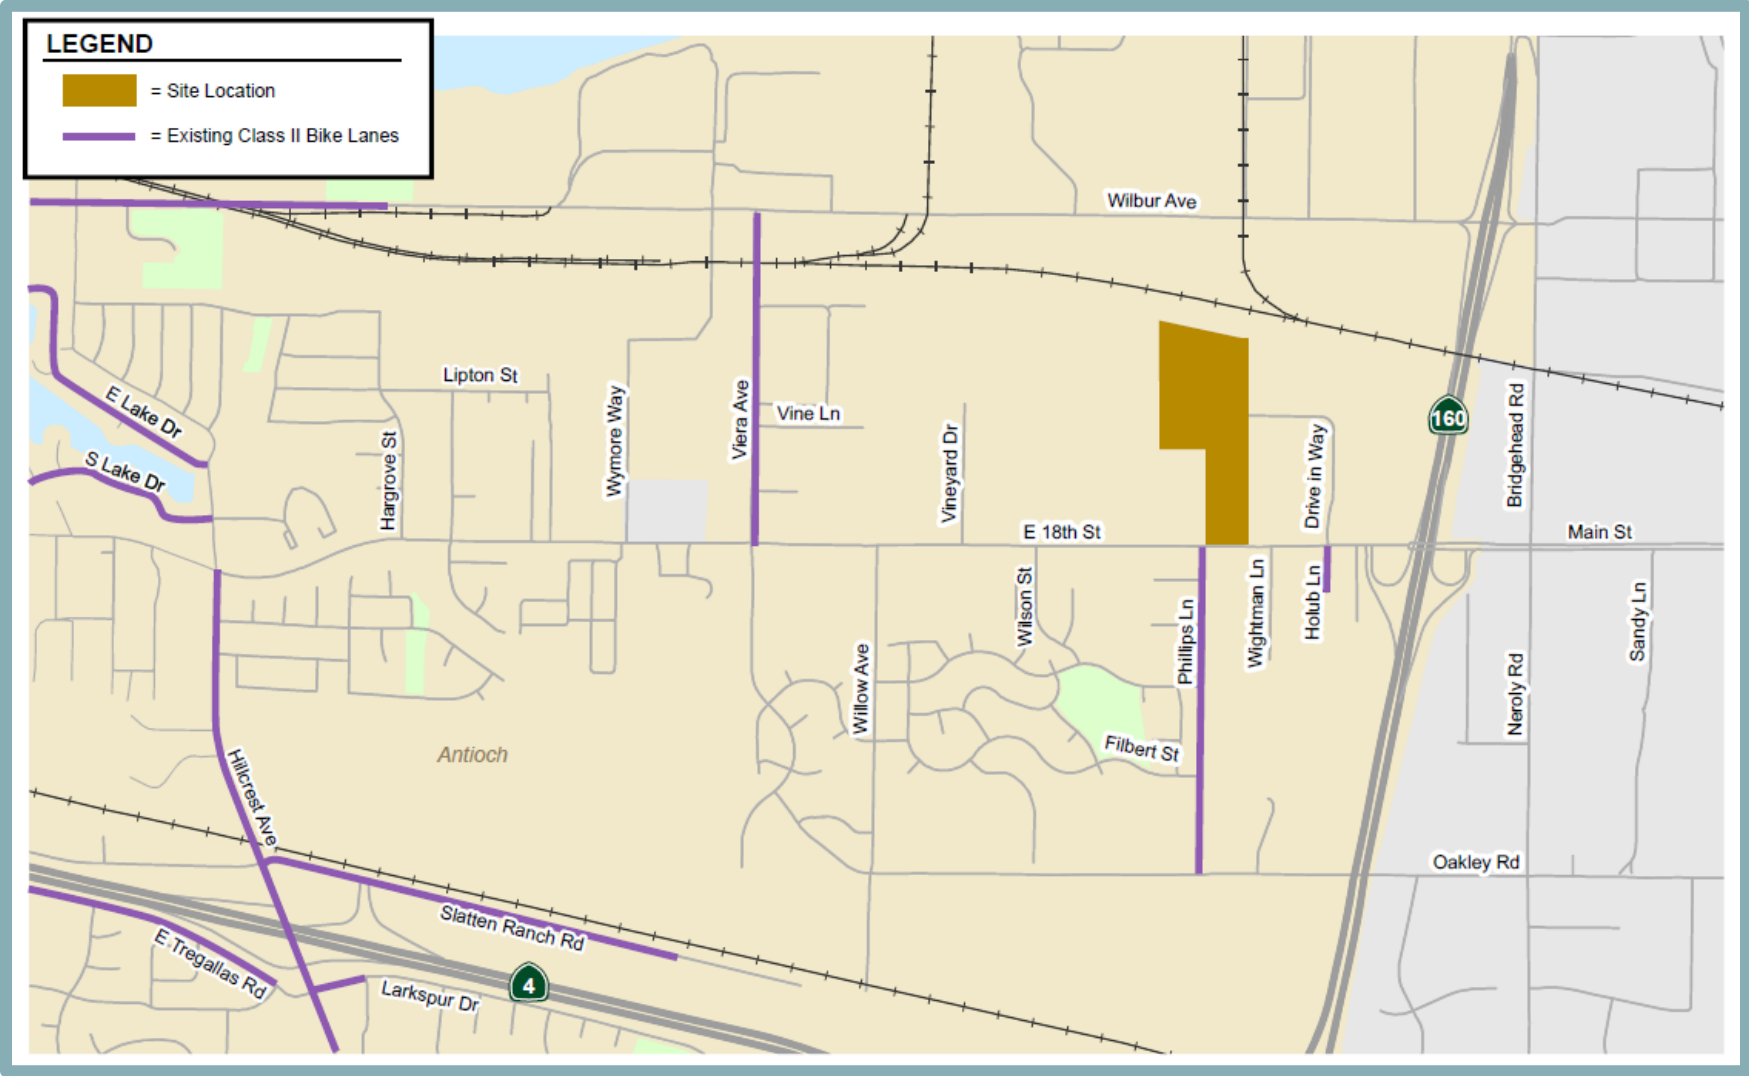 LEGEND
= Site Location
= Existing Class II Bike Lanes
Wilbur Ave
Lipton St
E Lake Dr
S Lake Dr
Hargrove St
Wymore Way
Viera Ave
Vine Ln
Vineyard Dr
Drive in Way
160
Bridgehead Rd
E 18th St
Main St
Wilson St
Phillips Ln
Wightman Ln
Holub Ln
Sandy Ln
Willow Ave
Neroly Rd
Filbert St
Antioch
Hillcrest Ave
Oakley Rd
Slatten Ranch Rd
E Tregallas Rd
4
Larkspur Dr